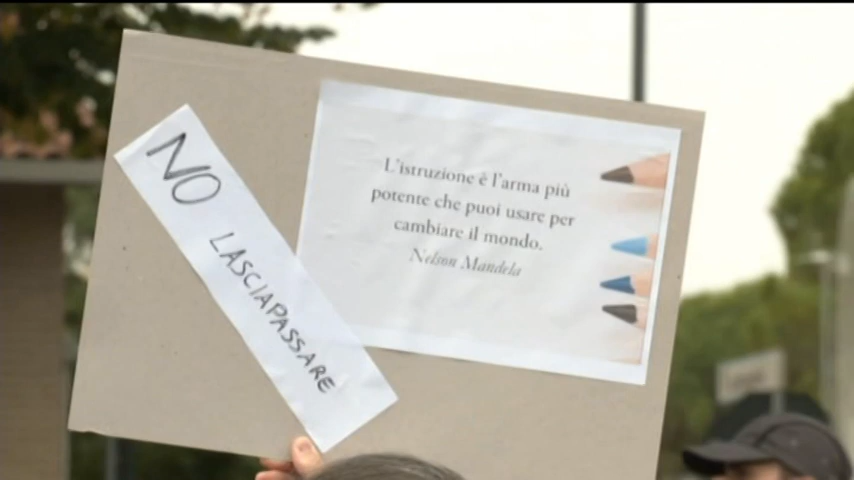 NO LASCIAPASSARE
L'istruzione è l'arma più
potente che puoi usare per
cambiare il mondo.
Nelson Mandela